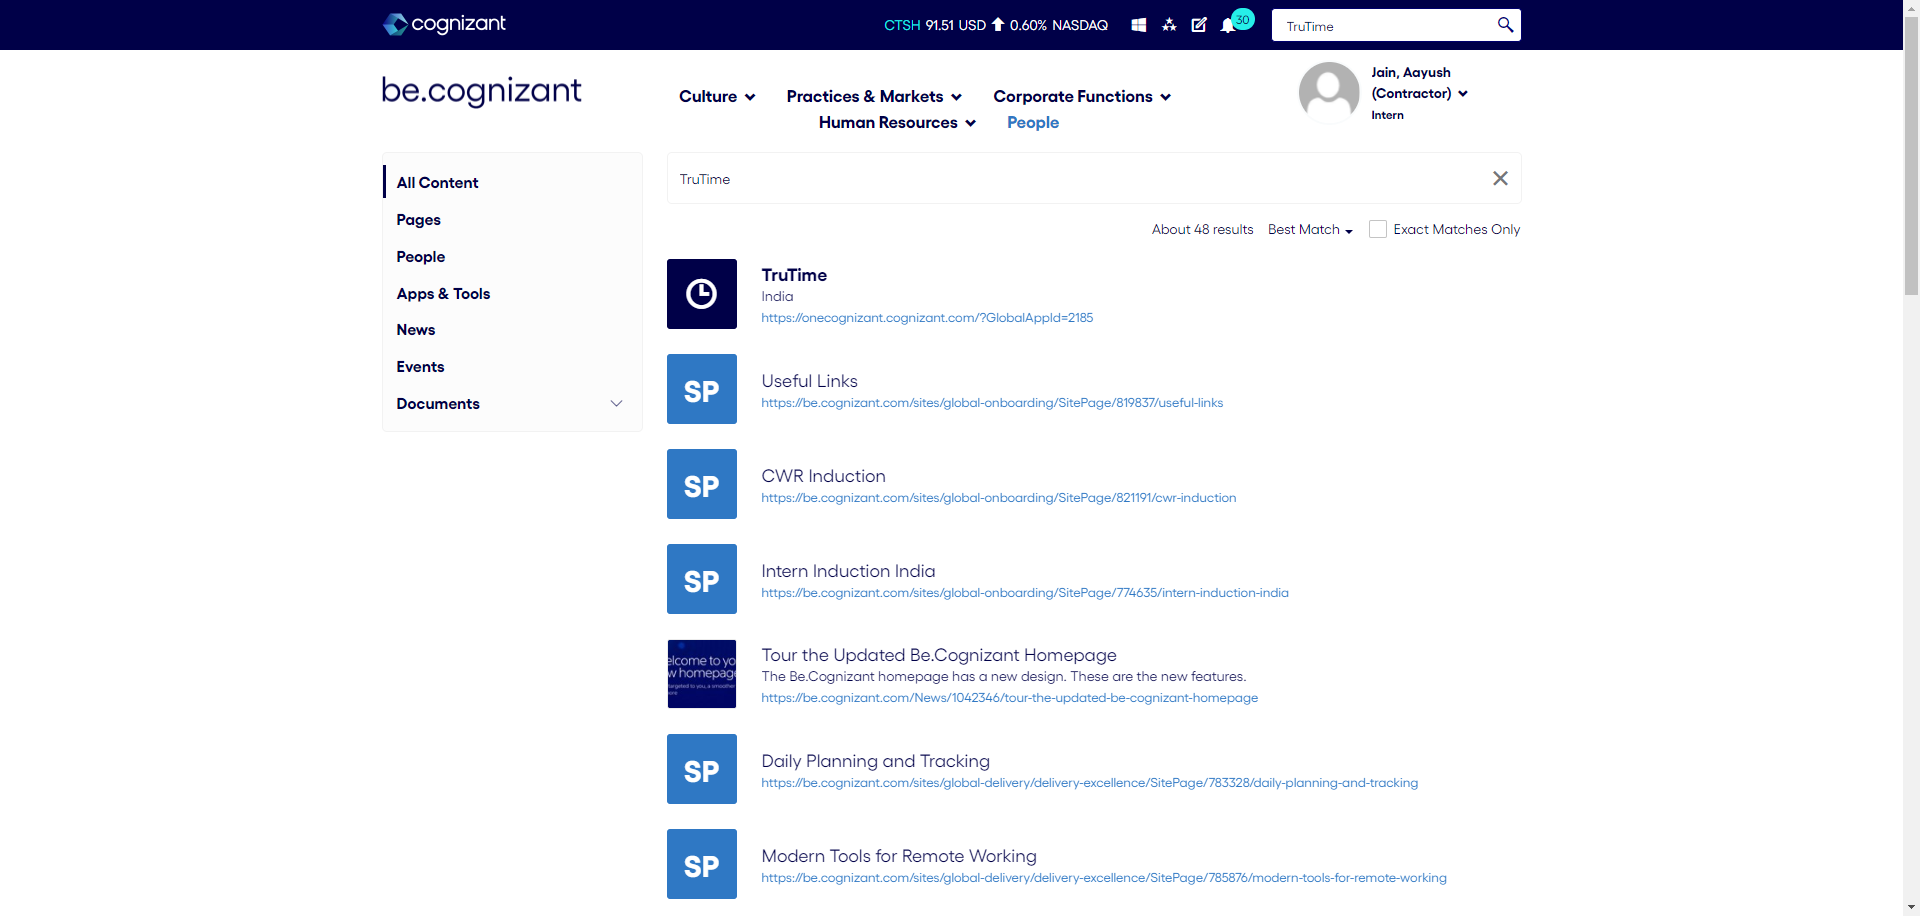 cognizant
CTSH 91.51 USD 0.60% NASDAQ
30
TruTime
be.cognizant
Culture
Practices & Markets
Corporate Functions
Human Resources
People
Jain, Aayush
(Contractor)
Intern
All Content
Pages
People
Apps & Tools
News
Events
Documents
TruTime
About 48 results
Best Match
Exact Matches Only
TruTime
India
https://onecognizant.cognizant.com/?GlobalAppId=2185
SP
Useful Links
https://be.cognizant.com/sites/global-onboarding/SitePage/819837/useful-links
SP
CWR Induction
https://be.cognizant.com/sites/global-onboarding/SitePage/821191/cwr-induction
SP
Intern Induction India
https://be.cognizant.com/sites/global-onboarding/SitePage/774635/intern-induction-india
elcome to yo
w homepag
Tour the Updated Be.Cognizant Homepage
The Be.Cognizant homepage has a new design. These are the new features.
https://be.cognizant.com/News/1042346/tour-the-updated-be-cognizant-homepage
SP
Daily Planning and Tracking
https://be.cognizant.com/sites/global-delivery/delivery-excellence/SitePage/783328/daily-planning-and-tracking
SP
Modern Tools for Remote Working
https://be.cognizant.com/sites/global-delivery/delivery-excellence/SitePage/785876/modern-tools-for-remote-working